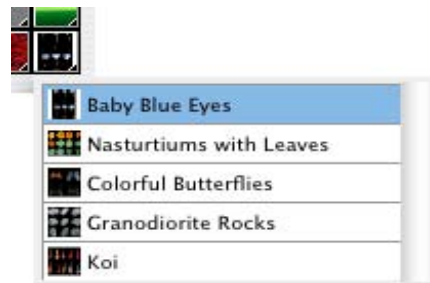 Baby Blue Eyes
Nasturtiums with Leaves
Colorful Butterflies
Granodiorite Rocks
Koi